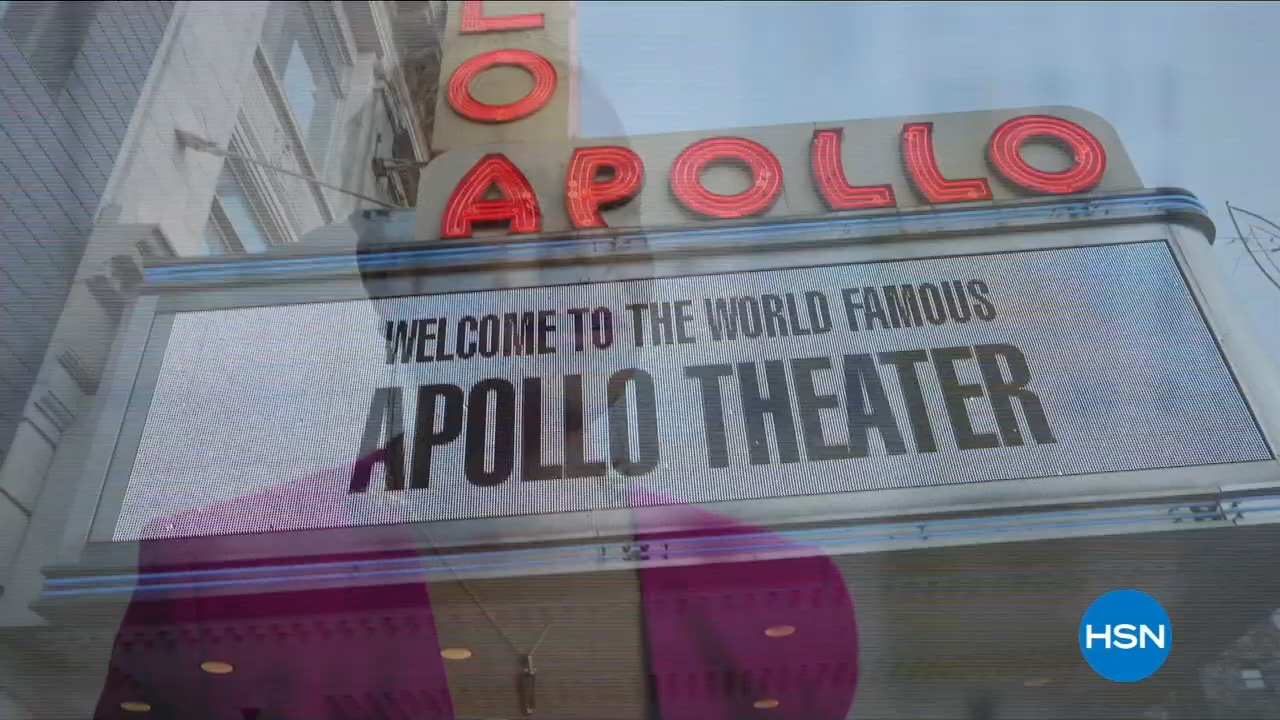 L
O
APOLLO
WELCOME TO THE WORLD FAMOUS
APOLLO THEATER
HSN